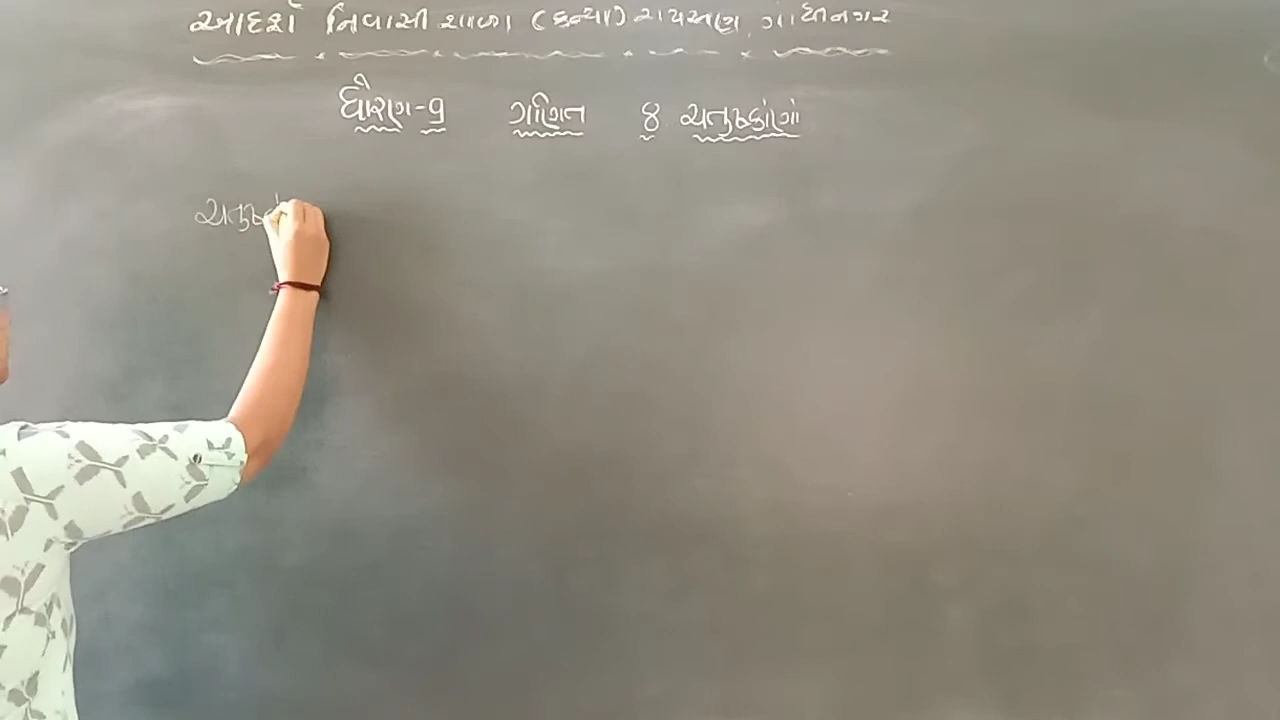 આદર્શ નિવાસી શાળા (કન્યા) રાયસણ, ગાંધીનગર
ધોરણ-૯ ગણિત ૪ ચતુષ્કોણો
ચતુષ્કો